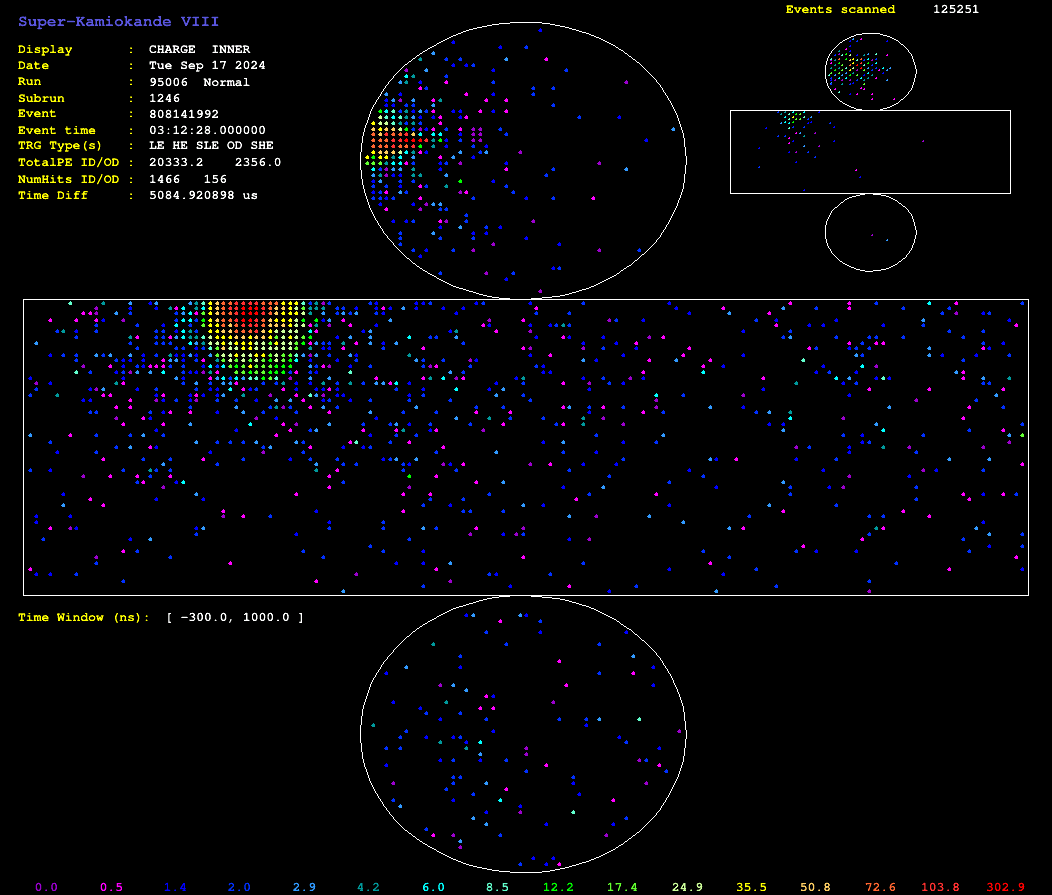 Super-Kamiokande VIII
Events scanned 125251
Display : CHARGE INNER
Date : Tue Sep 17 2024
Run : 95006 Normal
Subrun : 1246
Event : 808141992
Event time : 03:12:28.000000
TRG Type(s) : LE HE SLE OD SHE
TotalPE ID/OD : 20333.2 2356.0
NumHits ID/OD : 1466 156
Time Diff : 5084.920898 us
Time Window (ns): [ -300.0, 1000.0 ]
0.0 0.5 1.4 2.0 2.9 4.2 6.0 8.5 12.2 17.4 24.9 35.5 50.8 72.6 103.8 302.9